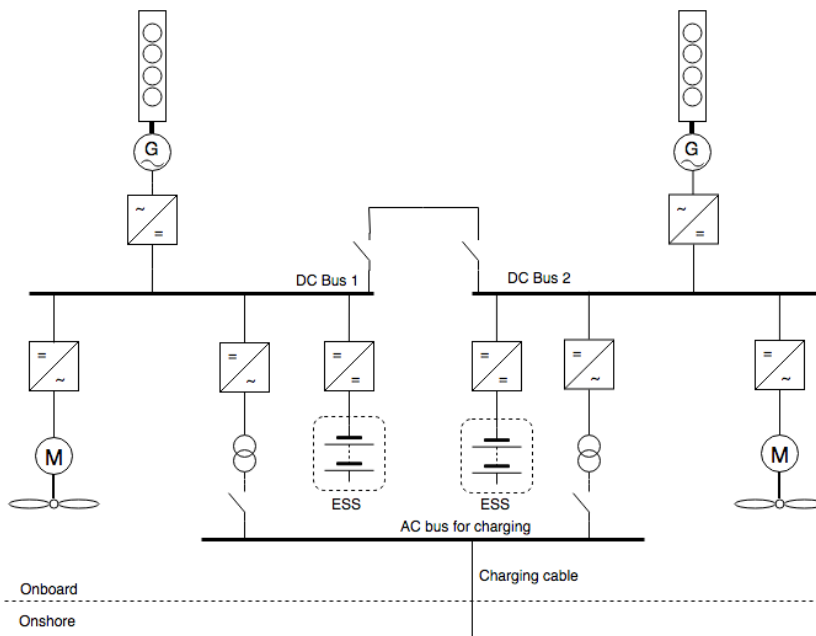 G
G
~
=
~
=
DC Bus 1
DC Bus 2
=
~
=
~
=
=
=
=
=
~
=
~
M
M
ESS
ESS
AC bus for charging
Charging cable
Onboard
Onshore